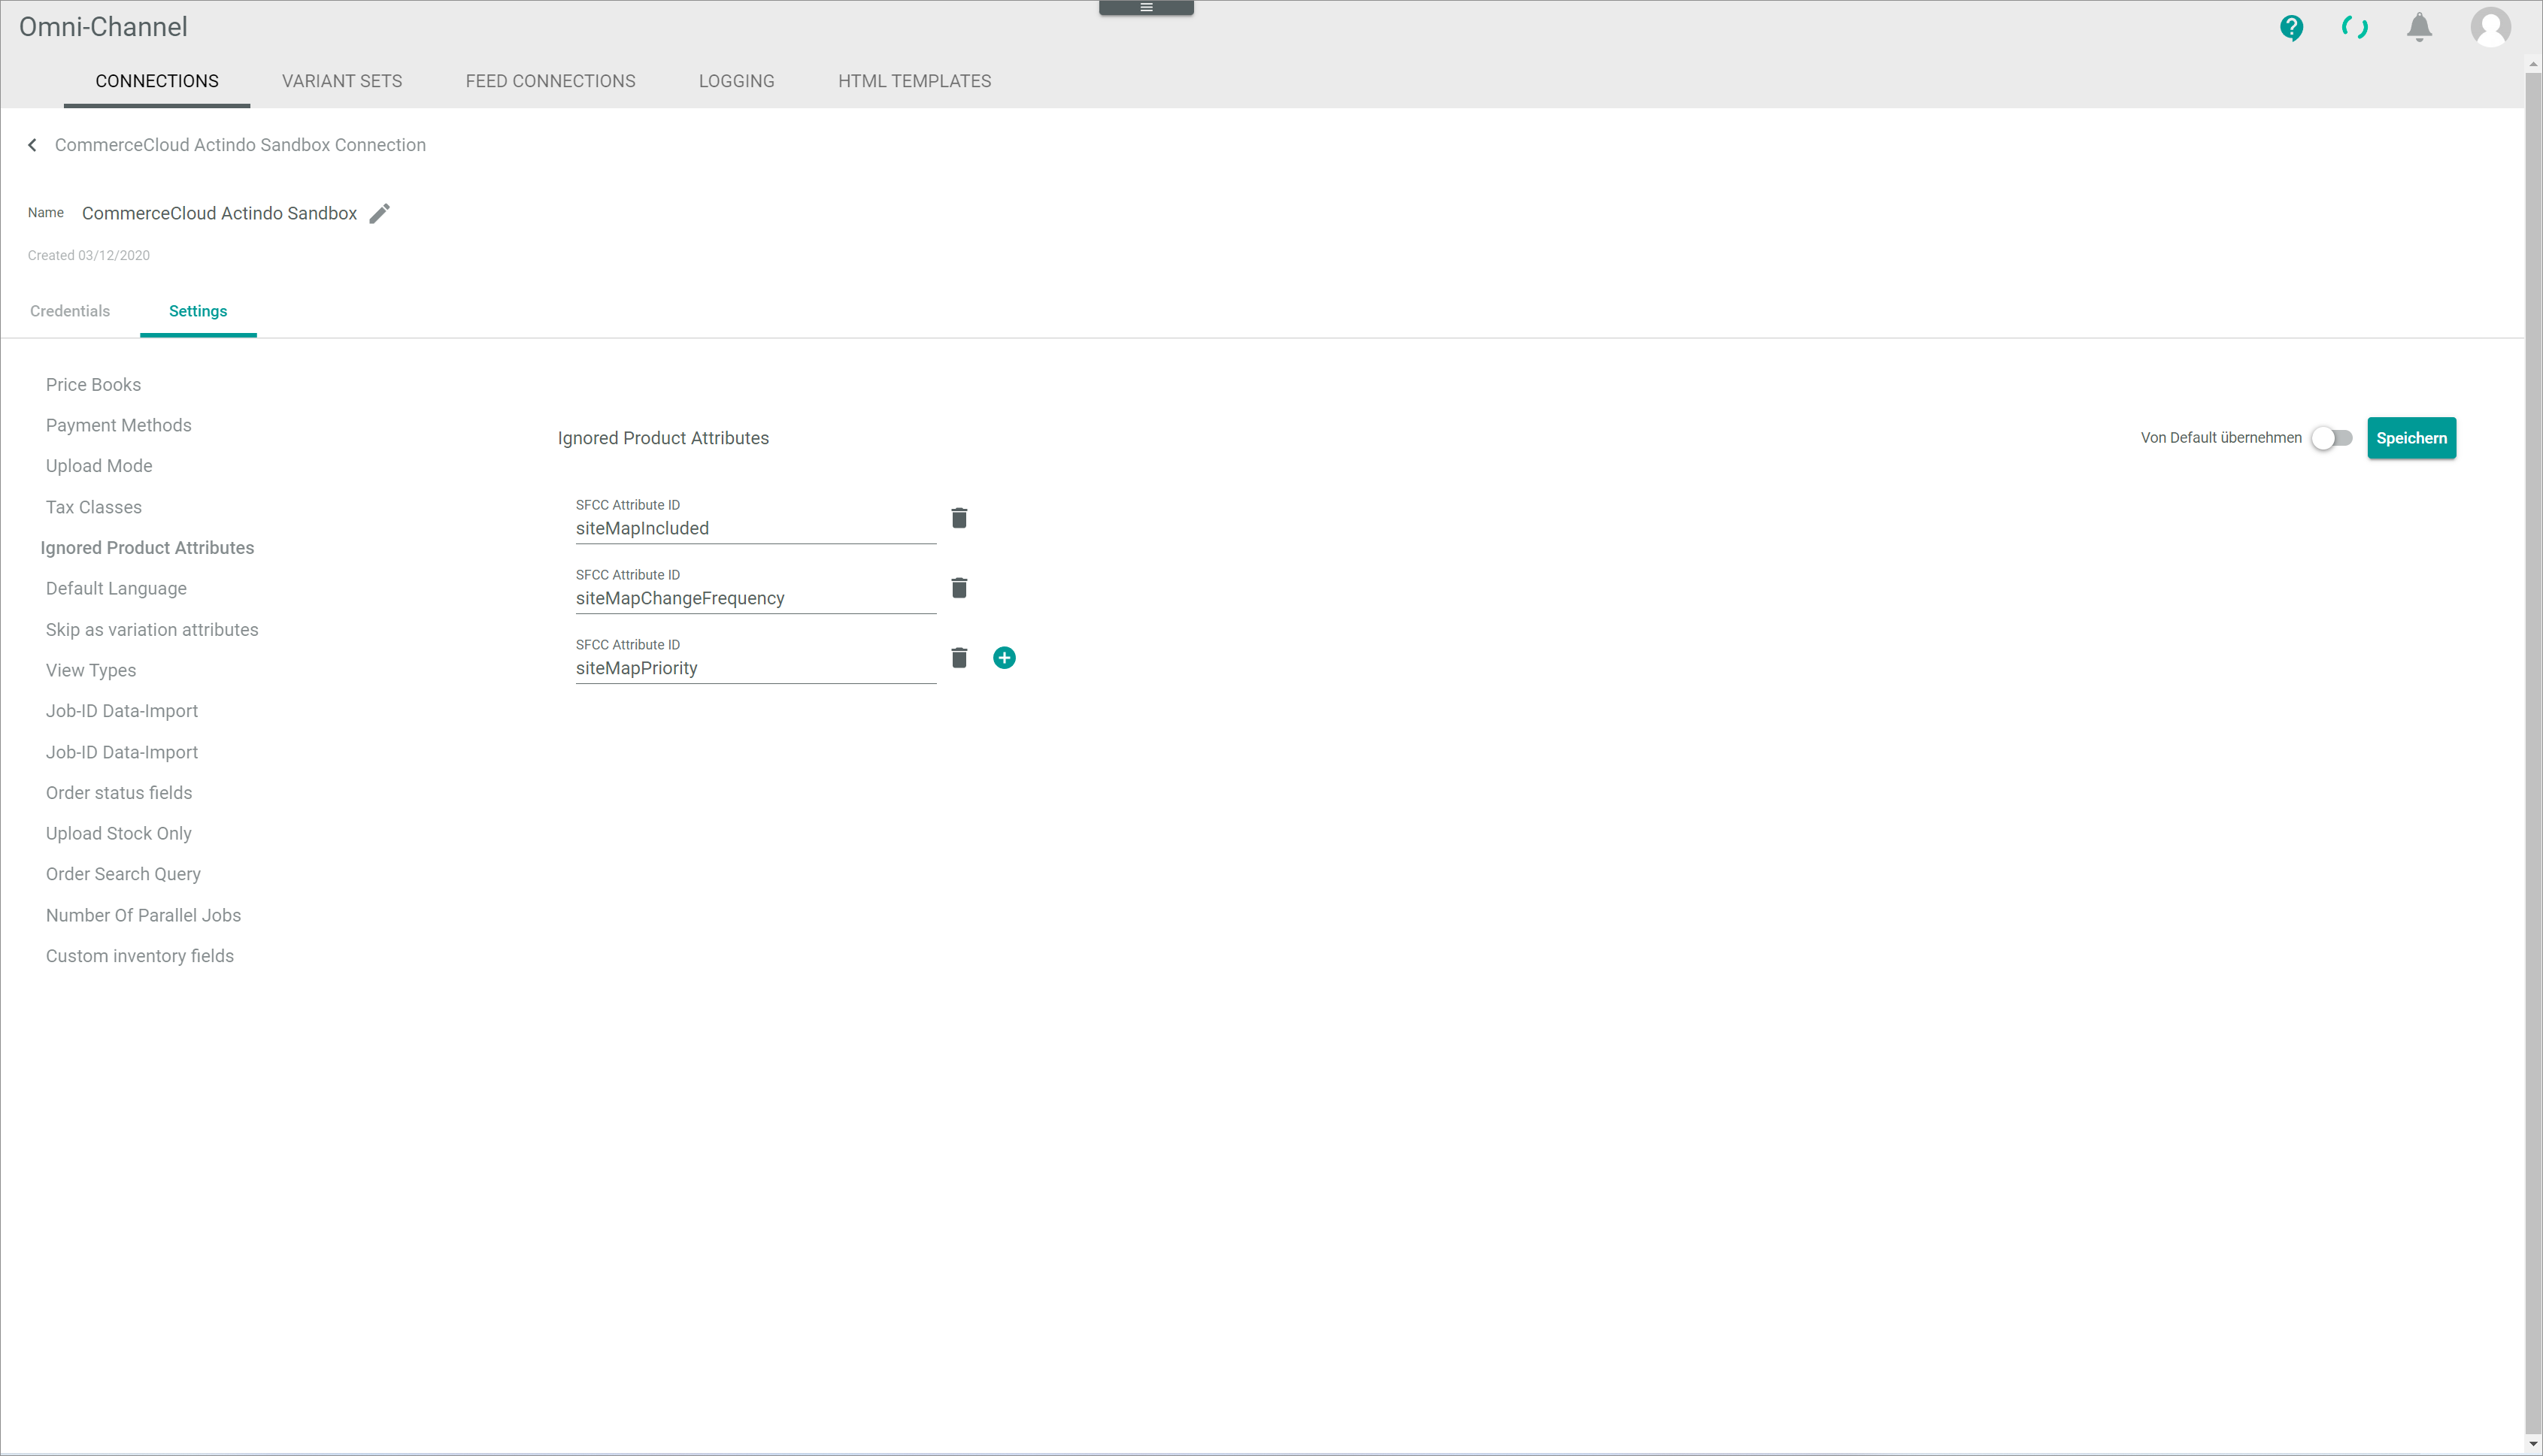 Omni-Channel
CONNECTIONS VARIANT SETS FEED CONNECTIONS LOGGING HTML TEMPLATES
CommerceCloud Actindo Sandbox Connection
Name CommerceCloud Actindo Sandbox
Created 03/12/2020
Credentials Settings
Price Books
Payment Methods
Upload Mode
Tax Classes
Ignored Product Attributes
Default Language
Skip as variation attributes
View Types
Job-ID Data-Import
Job-ID Data-Import
Order status fields
Upload Stock Only
Order Search Query
Number Of Parallel Jobs
Custom inventory fields
Ignored Product Attributes
Von Default übernehmen Speichern
SFCC Attribute ID
siteMapIncluded
SFCC Attribute ID
siteMapChangeFrequency
SFCC Attribute ID
siteMapPriority